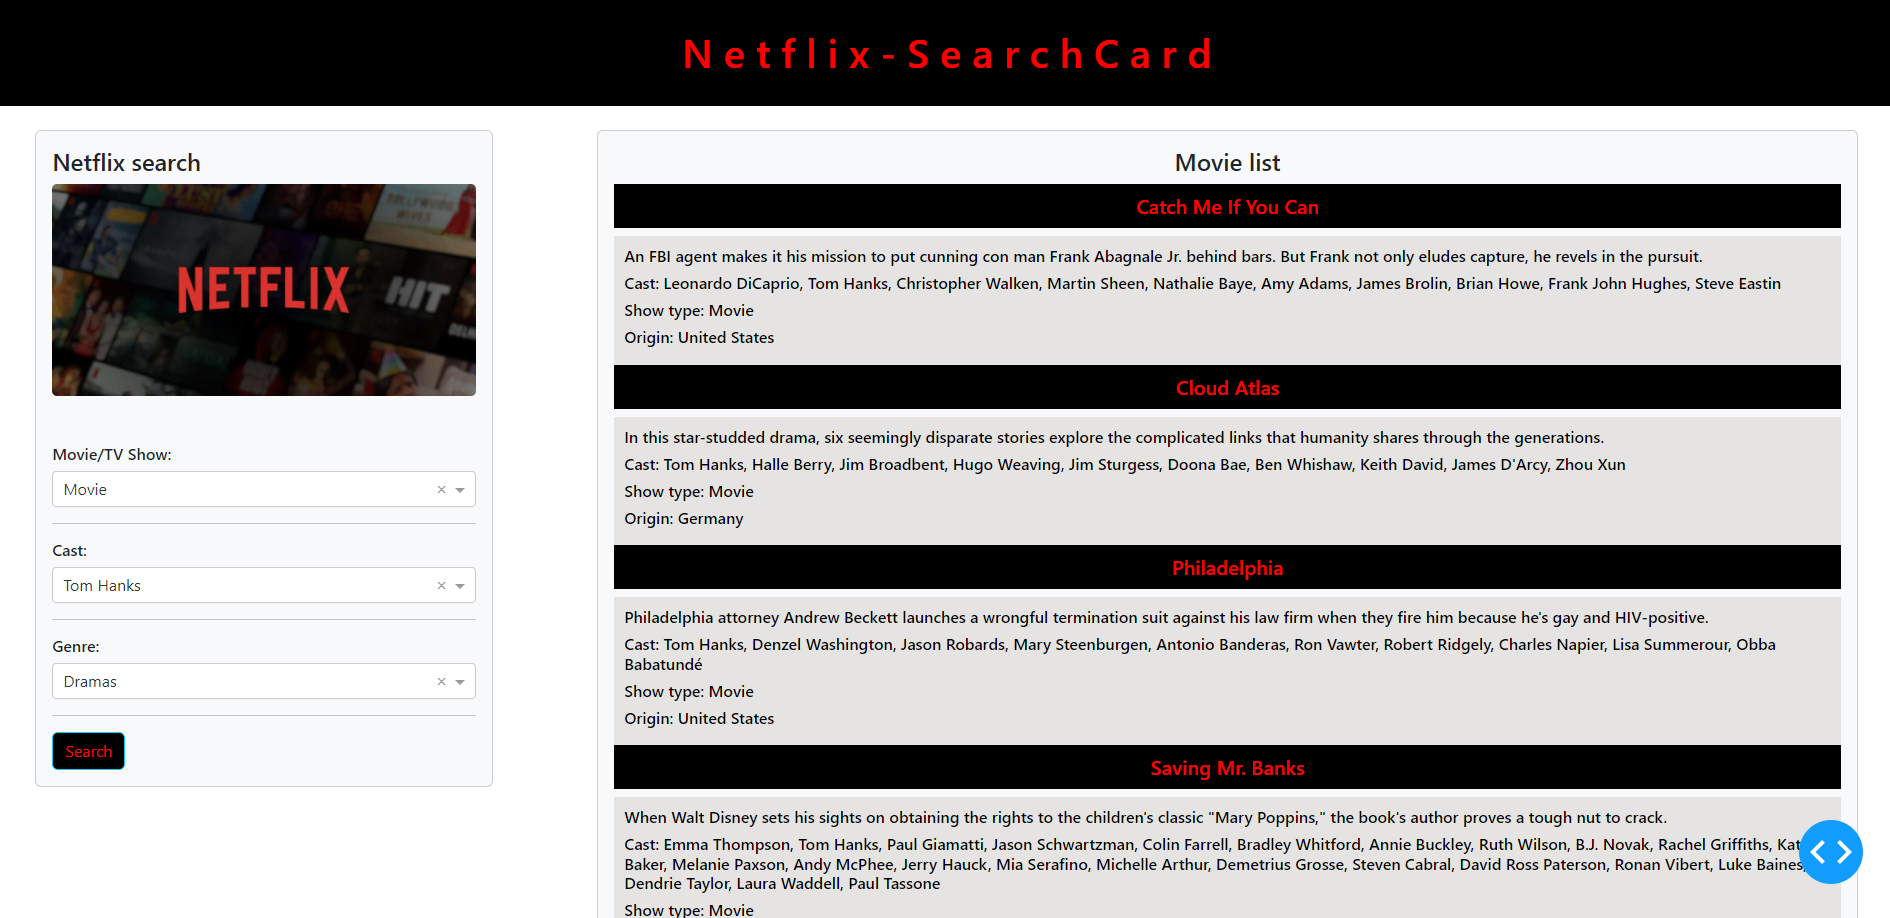 Netflix-SearchCard
Netflix search
BOLLYWOOD
MOVIES
NETFLIX
HIT
Movie/TV Show:
Movie
Cast:
Tom Hanks
Genre:
Dramas
Search
Movie list
Catch Me If You Can
An FBI agent makes it his mission to put cunning con man Frank Abagnale Jr. behind bars. But Frank not only eludes capture, he revels in the pursuit.
Cast: Leonardo DiCaprio, Tom Hanks, Christopher Walken, Martin Sheen, Nathalie Baye, Amy Adams, James Brolin, Brian Howe, Frank John Hughes, Steve Eastin
Show type: Movie
Origin: United States
Cloud Atlas
In this star-studded drama, six seemingly disparate stories explore the complicated links that humanity shares through the generations.
Cast: Tom Hanks, Halle Berry, Jim Broadbent, Hugo Weaving, Jim Sturgess, Doona Bae, Ben Whishaw, Keith David, James D'Arcy, Zhou Xun
Show type: Movie
Origin: Germany
Philadelphia
Philadelphia attorney Andrew Beckett launches a wrongful termination suit against his law firm when they fire him because he's gay and HIV-positive.
Cast: Tom Hanks, Denzel Washington, Jason Robards, Mary Steenburgen, Antonio Banderas, Ron Vawter, Robert Ridgely, Charles Napier, Lisa Summerour, Obba
Babatundé
Show type: Movie
Origin: United States
Saving Mr. Banks
When Walt Disney sets his sights on obtaining the rights to the children's classic "Mary Poppins," the book's author proves a tough nut to crack.
Cast: Emma Thompson, Tom Hanks, Paul Giamatti, Jason Schwartzman, Colin Farrell, Bradley Whitford, Annie Buckley, Ruth Wilson, B.J. Novak, Rachel Griffiths,
Baker, Melanie Paxson, Andy McPhee, Jerry Hauck, Mia Serafino, Michelle Arthur, Demetrius Grosse, Steven Cabral, David Ross Paterson, Ronan Vibert, Luke Baines,
Dendrie Taylor, Laura Waddell, Paul Tassone
Show type: Movie